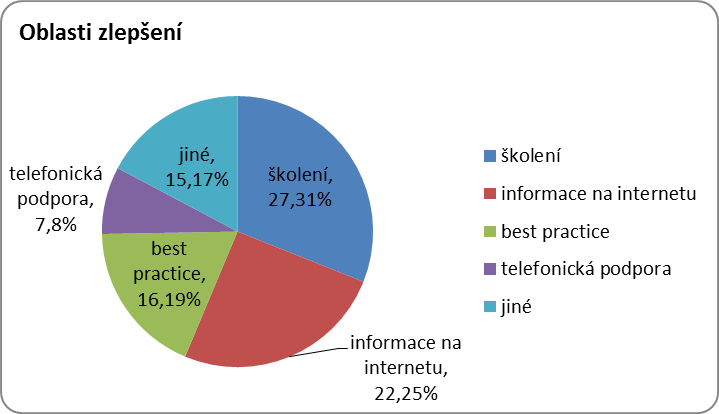 Oblasti zlepšení
jiné,
15,17%
školení,
27,31%
telefonická
podpora,
7,8%
best
practice,
16,19%
informace na
internetu,
22,25%
školení
informace na internetu
best practice
telefonická podpora
jiné